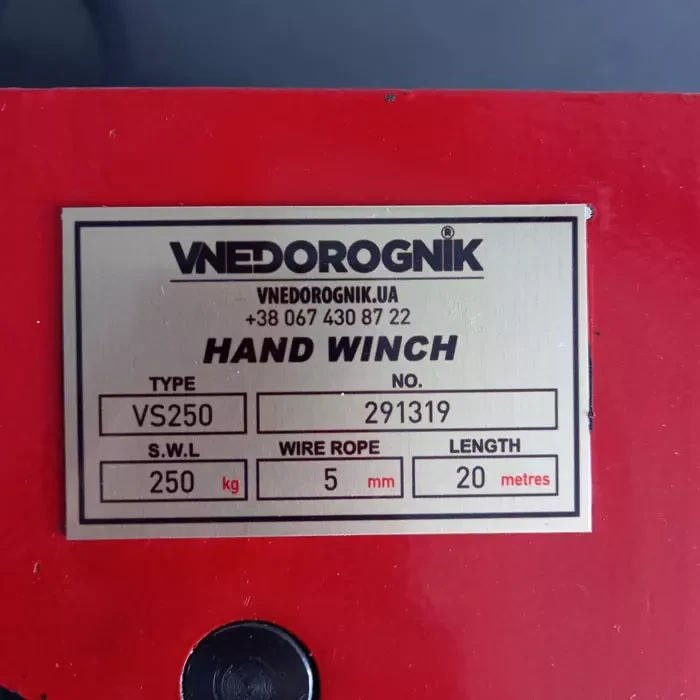 VNEDOROGNIK®
VNEDOROGNIK.UA
+38 067 430 87 22
HAND WINCH
TYPE NO.
VS250 291319
S.W.L WIRE ROPE LENGTH
250 kg 5 mm 20 metres